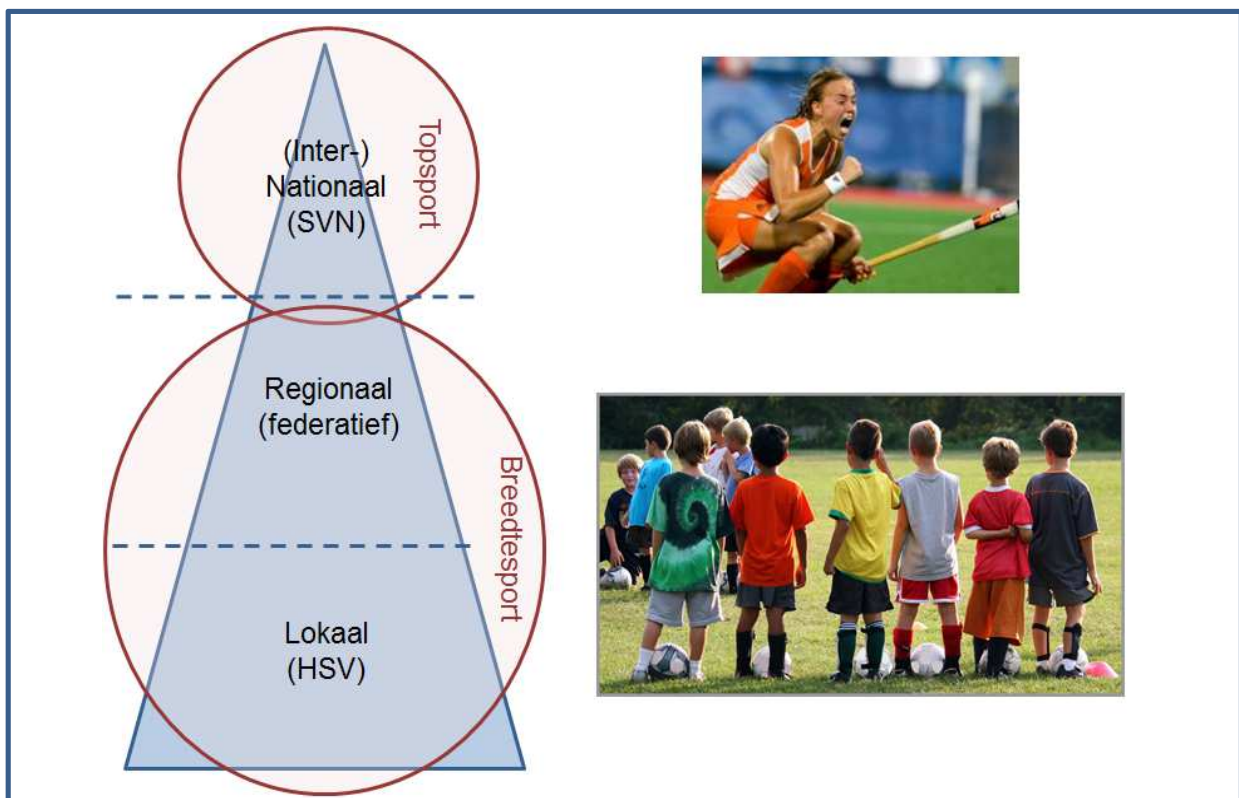 (Inter-)
Nationaal
(SVN)
Topsport
Regionaal
(federatief)
Breedtesport
Lokaal
(HSV)